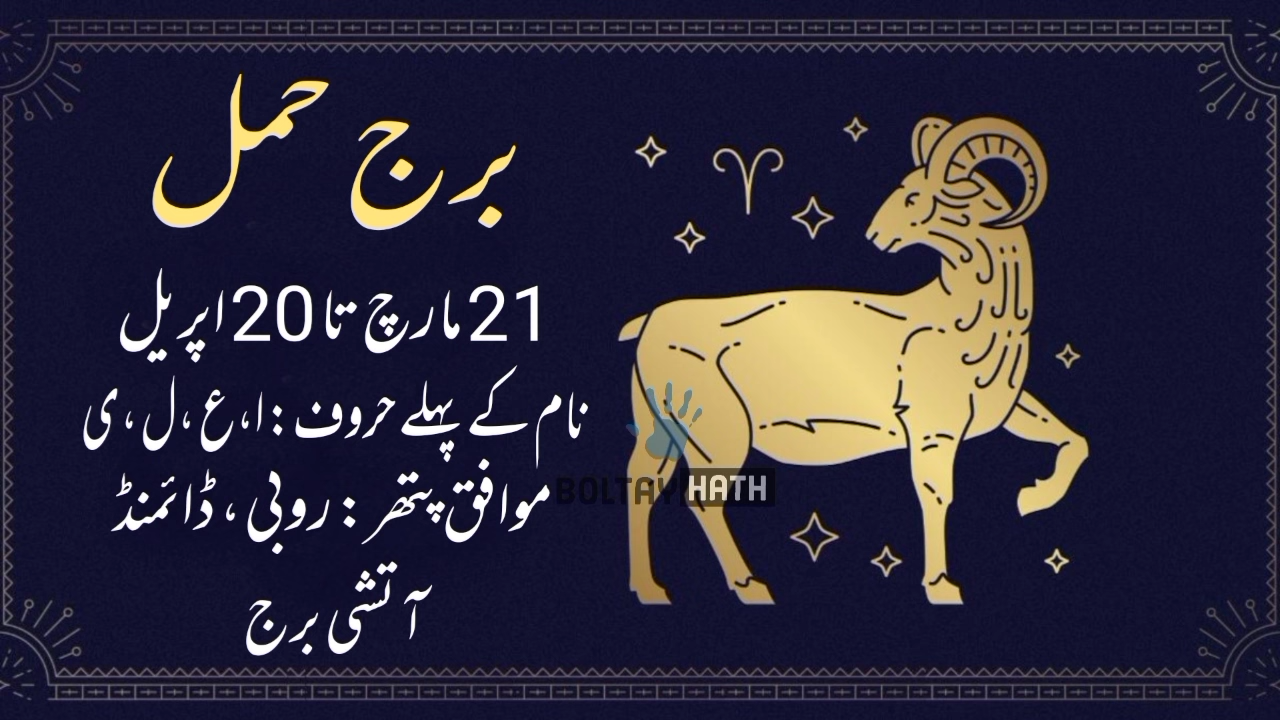 برج حمل
21 مارچ تا 20 اپریل
نام کے پہلے حروف : ا، ع ، ل ، ی
موافق پتھر : روبی ، ڈائمنڈ
آتشی برج
BOLTAY HATH